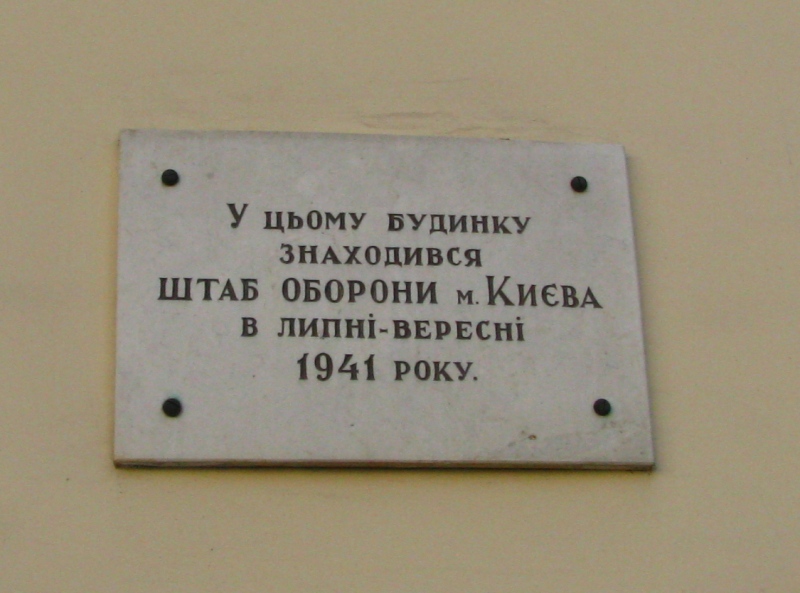 У ЦЬОМУ БУДИНКУ
ЗНАХОДИВСЯ
ШТАБ ОБОРОНИ м. КИЄВА
В ЛИПНІ-ВЕРЕСНІ
1941 РОКУ.